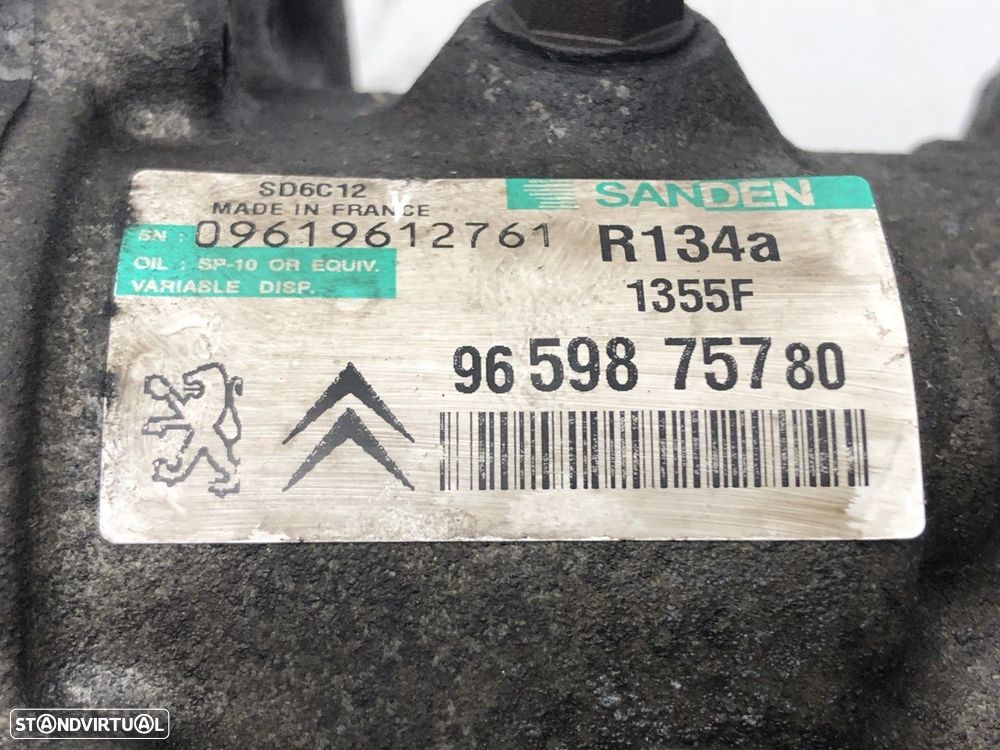 SD6C12
MADE IN FRANCE
SANDEN
SN : 09619612761
R134a
OIL : SP-10 OR EQUIV.
VARIABLE DISP.
1355F
96 598 757 80
STANDVIRTUAL